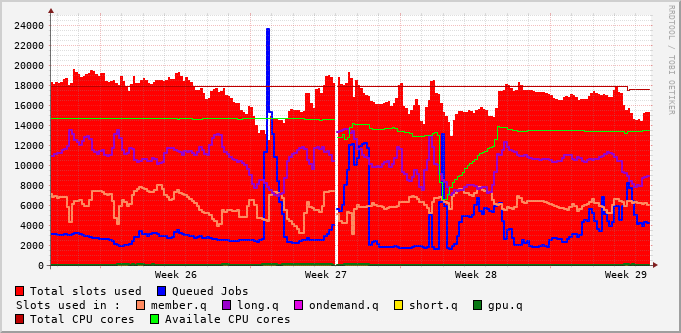 24000
22000
20000
18000
16000
14000
12000
10000
8000
6000
4000
2000
0
Week 26 Week 27 Week 28 Week 29
Total slots used Queued Jobs
Slots used in : member.q long.q ondemand.q short.q gpu.q
Total CPU cores Availale CPU cores
RRDTOOL / TOBI OETIKER